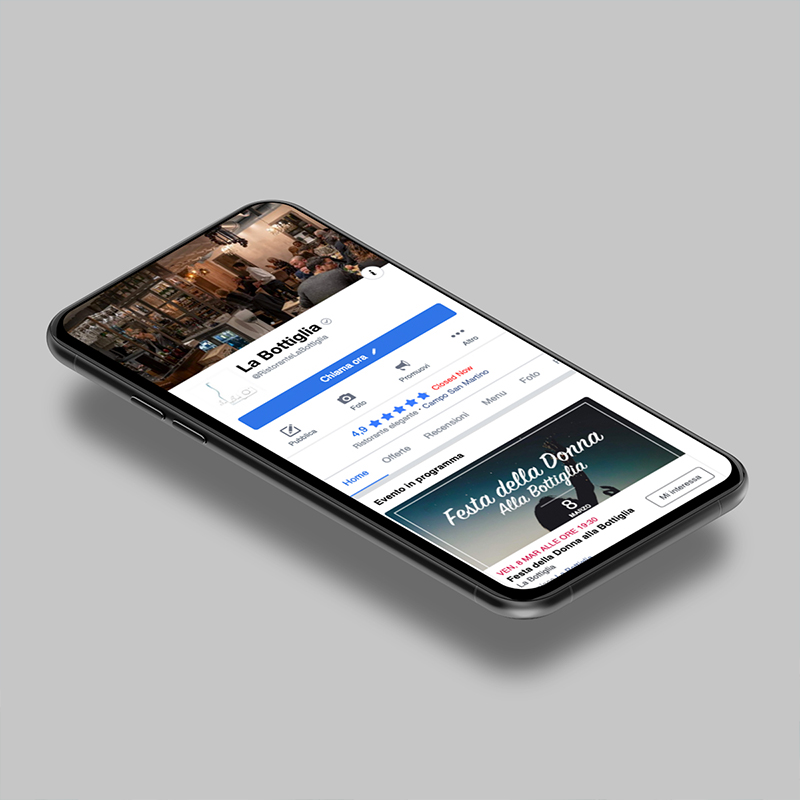 La Bottiglia
@RistoranteLaBottiglia
Chiama ora
Pubblica
Foto
Promuovi
Altro
4,9 Closed Now
Ristorante elegante · Campo San Martino
Home Offerte Recensioni Menu Foto
Evento in programma
Festa della Donna
Alla Bottiglia
8
MARZO
VEN, 8 MAR ALLE ORE 19:30
Festa della Donna alla Bottiglia
La Bottiglia
Mi interessa